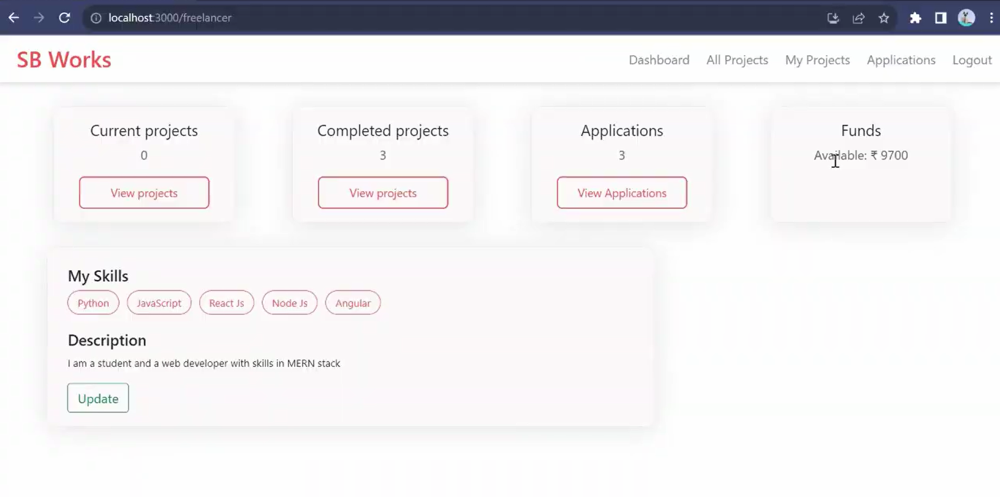 localhost:3000/freelancer
SB Works
Dashboard All Projects My Projects Applications Logout
Current projects
0
View projects
Completed projects
3
View projects
Applications
3
View Applications
Funds
Available: ₹ 9700
My Skills
Python JavaScript React Js Node Js Angular
Description
I am a student and a web developer with skills in MERN stack
Update